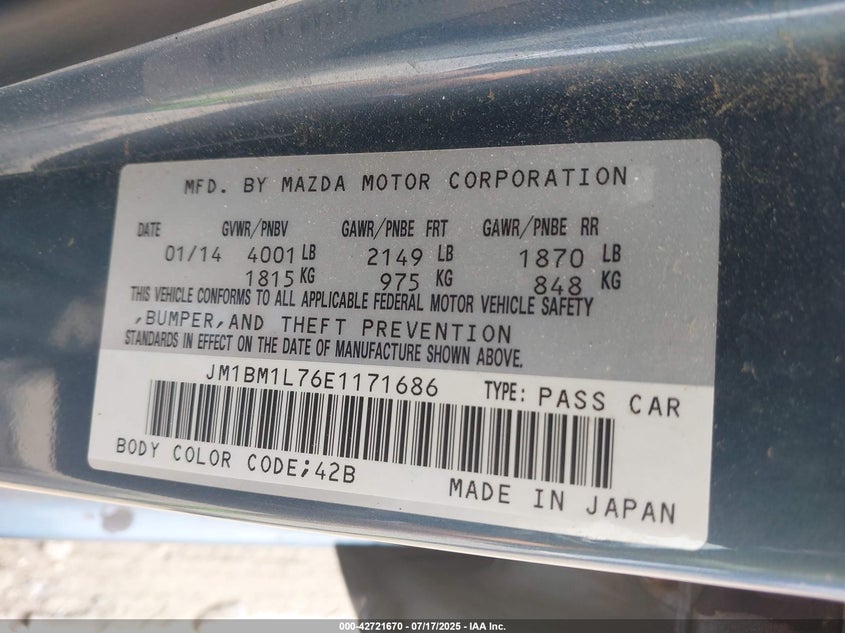 MFD. BY MAZDA MOTOR CORPORATION
DATE GVWR/PNBV GAWR/PNBE FRT GAWR/PNBE RR
01/14 4001 LB 2149 LB 1870 LB
1815 KG 975 KG 848 KG
THIS VEHICLE CONFORMS TO ALL APPLICABLE FEDERAL MOTOR VEHICLE SAFETY
,BUMPER,AND THEFT PREVENTION
STANDARDS IN EFFECT ON THE DATE OF MANUFACTURE SHOWN ABOVE.
JM1BM1L76E1171686 TYPE: PASS CAR
BODY COLOR CODE;42B
MADE IN JAPAN
000-42721670 - 07/17/2025 - IAA Inc.